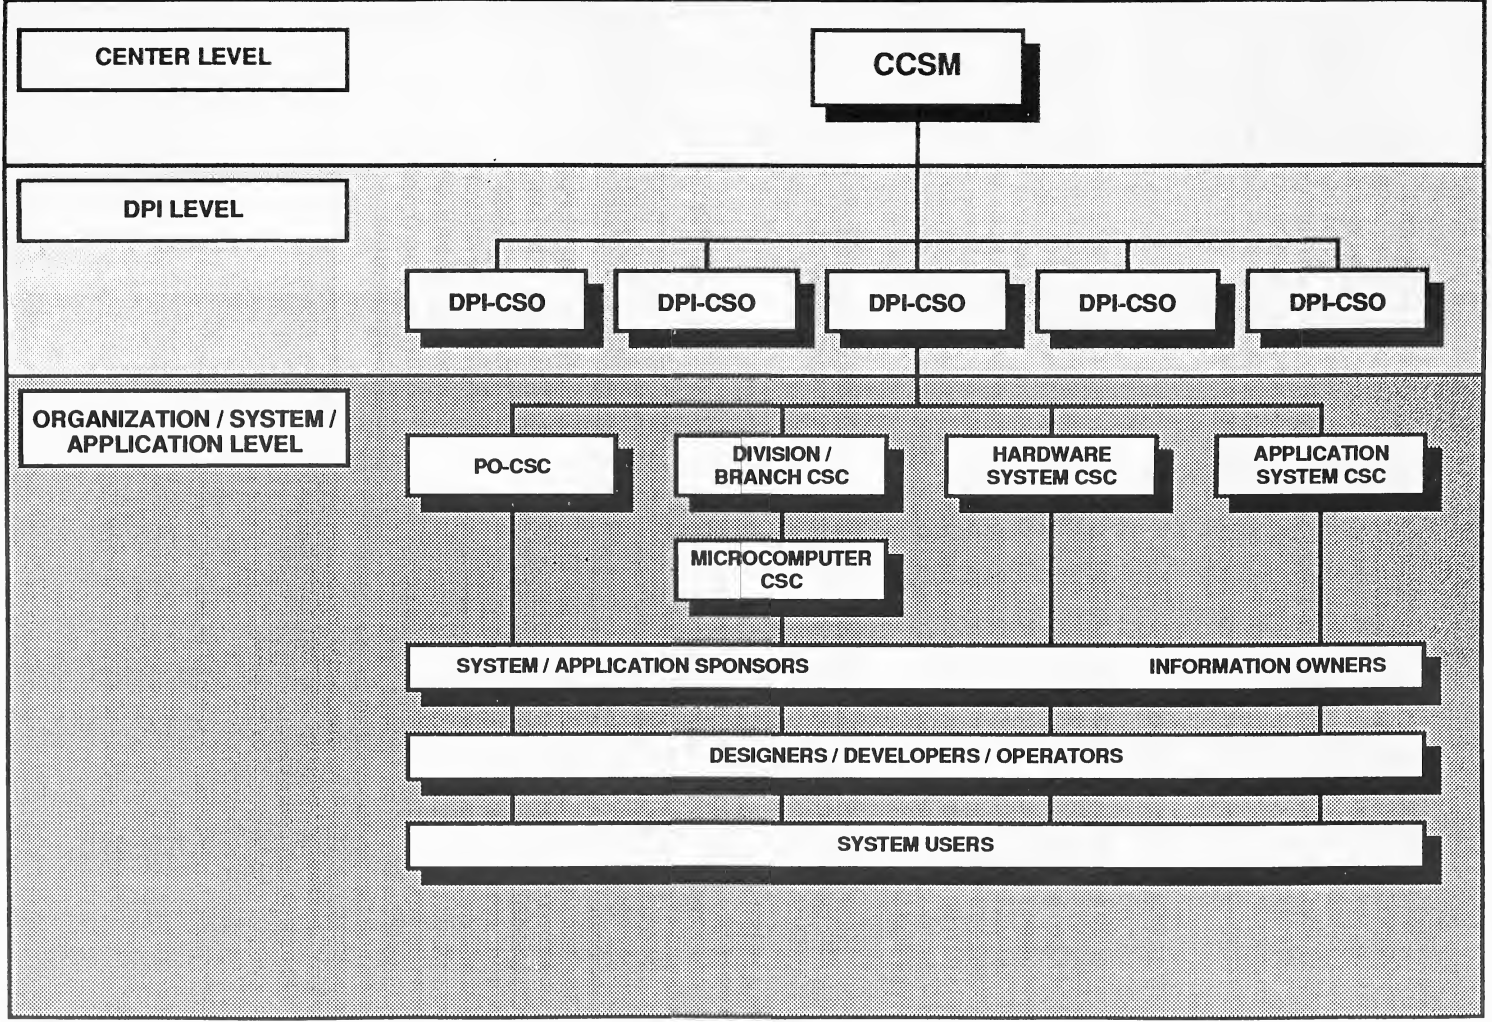 CENTER LEVEL
CCSM
DPI LEVEL
DPI-CSO
DPI-CSO
DPI-CSO
DPI-CSO
DPI-CSO
ORGANIZATION / SYSTEM /
APPLICATION LEVEL
PO-CSC
DIVISION /
BRANCH CSC
HARDWARE
SYSTEM CSC
APPLICATION
SYSTEM CSC
MICROCOMPUTER
CSC
SYSTEM / APPLICATION SPONSORS
INFORMATION OWNERS
DESIGNERS / DEVELOPERS / OPERATORS
SYSTEM USERS